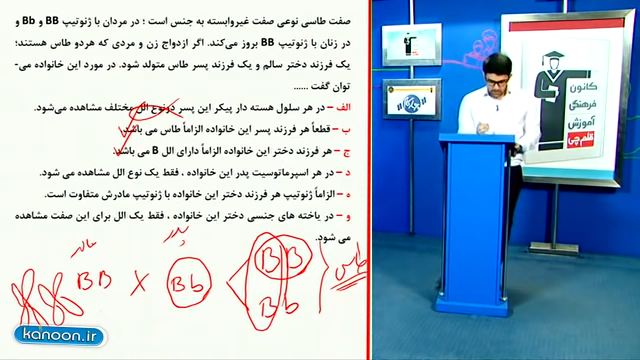 صفت طاسی نوعی صفت غیروابسته به جنس است ؛ در مردان با ژنوتیپ BB و Bb و
در زنان با ژنوتیپ BB بروز می‌کند. اگر ازدواج زن و مردی که هردو طاس هستند؛
یک فرزند دختر سالم و یک فرزند پسر طاس متولد شود. در مورد این خانواده می-
توان گفت ......
الف – در هر سلول هسته دار پیکر این پسر دونوع الل مختلف مشاهده می‌شود.
ب – قطعاً هر فرزند پسر این خانواده الزاماً طاس می باشد.
ج – هر فرزند دختر این خانواده الزاماً دارای الل B می باشد.
د – در هر اسپرماتوسیت پدر این خانواده ، فقط یک نوع الل مشاهده می شود.
ه – الزاماً ژنوتیپ هر فرزند دختر این خانواده با ژنوتیپ مادرش متفاوت است.
و – در یاخته های جنسی دختر این خانواده ، فقط یک الل برای این صفت مشاهده
می شود.
مادر پدر
BB × Bb
BB
Bb
طاس
kanoon.ir
کانون
فرهنگی
آموزش
قلم‌چی